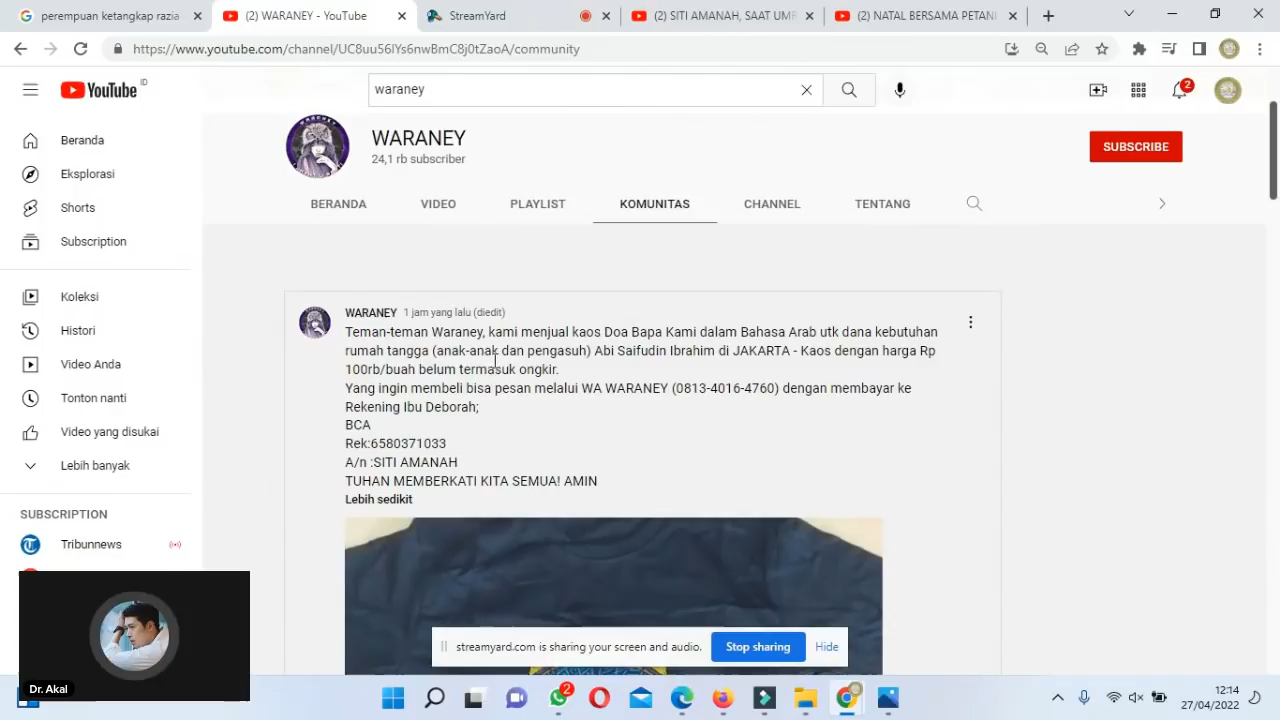 perempuan ketangkap razia
(2) WARANEY - YouTube
StreamYard
(2) SITI AMANAH, SAAT UMR
(2) NATAL BERSAMA PETANI
https://www.youtube.com/channel/UC8uu56lYs6nwBmC8j0tZaoA/community
YouTube ID
waraney
2
WARANEY
24,1 rb subscriber
SUBSCRIBE
BERANDA VIDEO PLAYLIST KOMUNITAS CHANNEL TENTANG
Beranda
Eksplorasi
Shorts
Subscription
Koleksi
Histori
Video Anda
Tonton nanti
Video yang disukai
Lebih banyak
SUBSCRIPTION
Tribunnews
WARANEY 1 jam yang lalu (diedit)
Teman-teman Waraney, kami menjual kaos Doa Bapa Kami dalam Bahasa Arab utk dana kebutuhan
rumah tangga (anak-anak dan pengasuh) Abi Saifudin Ibrahim di JAKARTA - Kaos dengan harga Rp
100rb/buah belum termasuk ongkir.
Yang ingin membeli bisa pesan melalui WA WARANEY (0813-4016-4760) dengan membayar ke
Rekening Ibu Deborah;
BCA
Rek:6580371033
A/n :SITI AMANAH
TUHAN MEMBERKATI KITA SEMUA! AMIN
Lebih sedikit
streamyard.com is sharing your screen and audio. Stop sharing Hide
Dr. Akal
2
12:14
27/04/2022